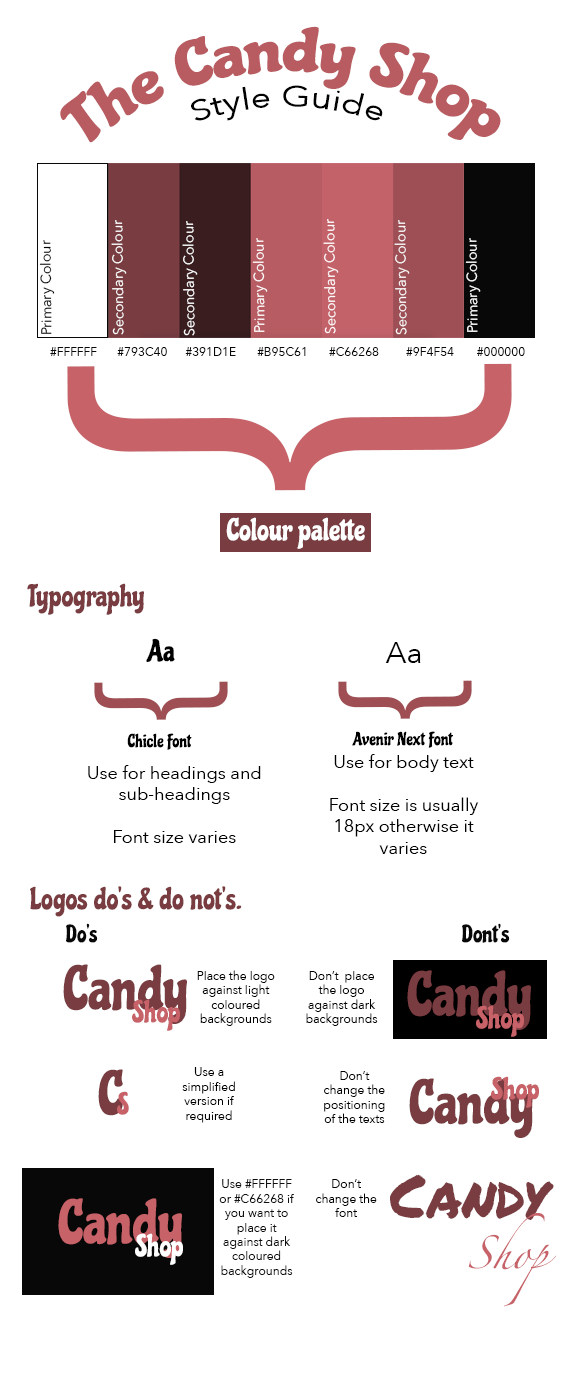 The Candy Shop
Style Guide
Primary Colour
Secondary Colour
Secondary Colour
Primary Colour
Secondary Colour
Secondary Colour
Primary Colour
#FFFFFF
#793C40
#391D1E
#B95C61
#C66268
#9F4F54
#000000
Colour palette
Typography
Aa
Chicle Font
Use for headings and
sub-headings
Font size varies
Aa
Avenir Next Font
Use for body text
Font size is usually
18px otherwise it
varies
Logos do's & do not's.
Do's
Dont's
Candy
Shop
Place the logo
against light
coloured
backgrounds
Don't place
the logo
against dark
backgrounds
Candy
Shop
Cs
Use a
simplified
version if
required
Don't
change the
positioning
of the texts
Shop
Candy
Candy
Shop
Use #FFFFFF
or #C66268 if
you want to
place it
against dark
coloured
backgrounds
Don't
change the
font
CANDY
Shop